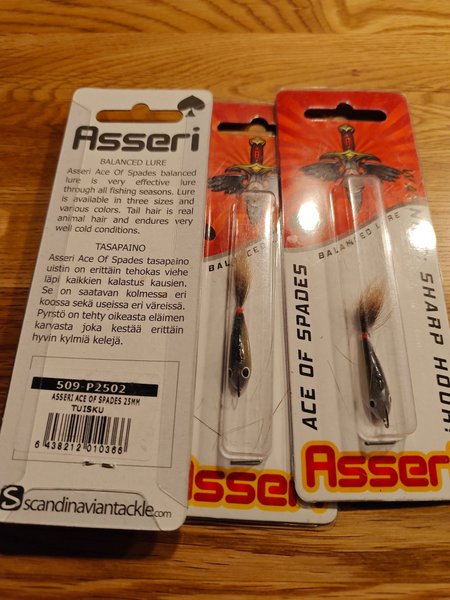 Asseri
BALANCED LURE
Asseri Ace Of Spades balanced
lure is very effective lure
through all fishing seasons. Lure
is available in three sizes and
various colors. Tail hair is real
animal hair and endures very
well cold conditions.
TASAPAINO
Asseri Ace Of Spades tasapaino
uistin on erittäin tehokas viehe
läpi kaikkien kalastus kausien.
Se on saatavan kolmessa eri
koossa sekä useissa eri väreissä.
Pyrstö on tehty oikeasta eläimen
karvasta joka kestää erittäin
hyvin kylmiä kelejä.
509-P2502
ASSERI ACE OF SPADES 25MM
TUISKU
6 438212 010366
scandinaviantackle.com
BALANCED
Asseri
BALANCED LURE
ACE OF SPADES
SHARP HOOK!
Asseri